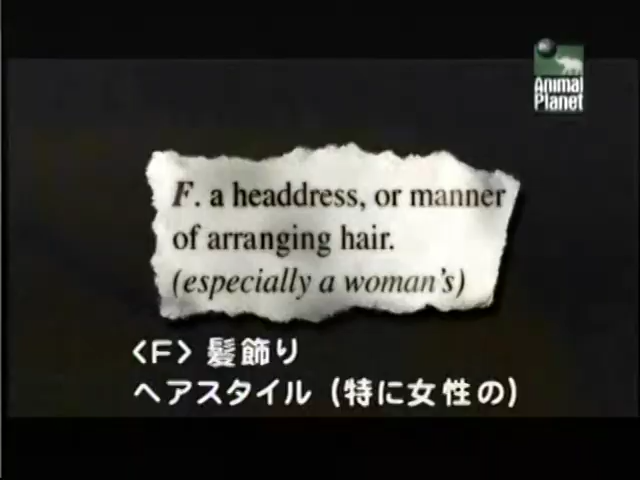 Animal
Planet
F. a headdress, or manner
of arranging hair.
(especially a woman's)
<F> 髪飾り
ヘアスタイル (特に女性の)